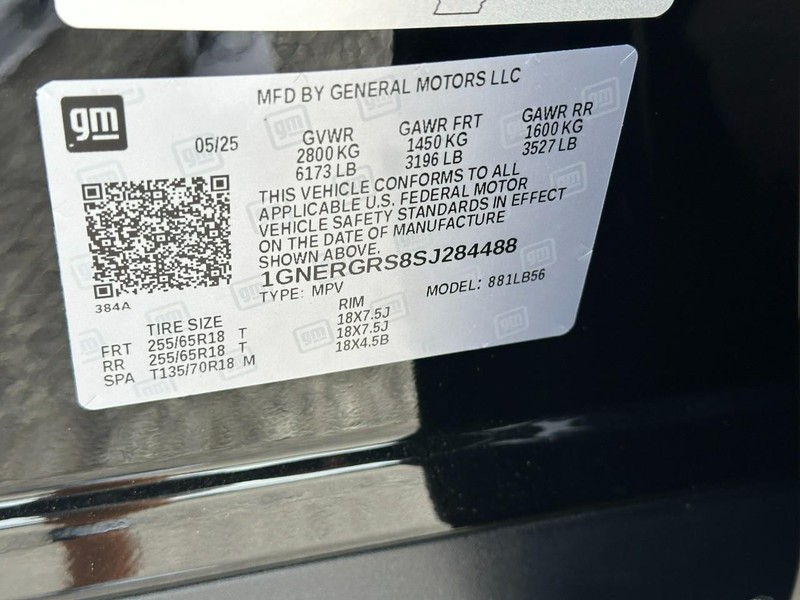 MFD BY GENERAL MOTORS LLC
gm
05/25
GVWR
2800 KG
6173 LB
GAWR FRT
1450 KG
3196 LB
GAWR RR
1600 KG
3527 LB
THIS VEHICLE CONFORMS TO ALL
APPLICABLE U.S. FEDERAL MOTOR
VEHICLE SAFETY STANDARDS IN EFFECT
ON THE DATE OF MANUFACTURE
SHOWN ABOVE.
1GNERGRS8SJ284488
TYPE: MPV
MODEL: 881LB56
384A
TIRE SIZE RIM
FRT 255/65R18 T 18X7.5J
RR 255/65R18 T 18X7.5J
SPA T135/70R18 M 18X4.5B